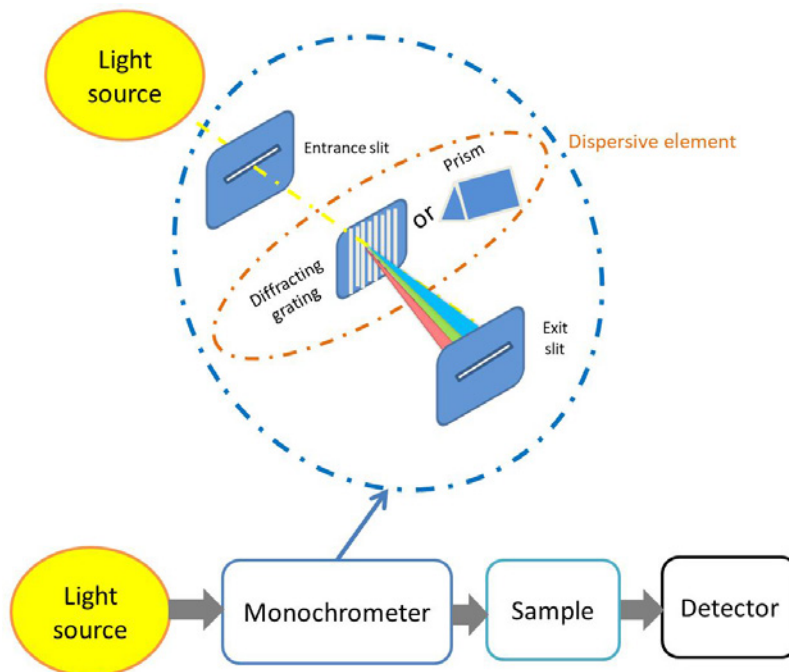 Light
source
Entrance slit
Dispersive element
Prism
or
Diffracting
grating
Exit
slit
Light
source
Monochrometer
Sample
Detector